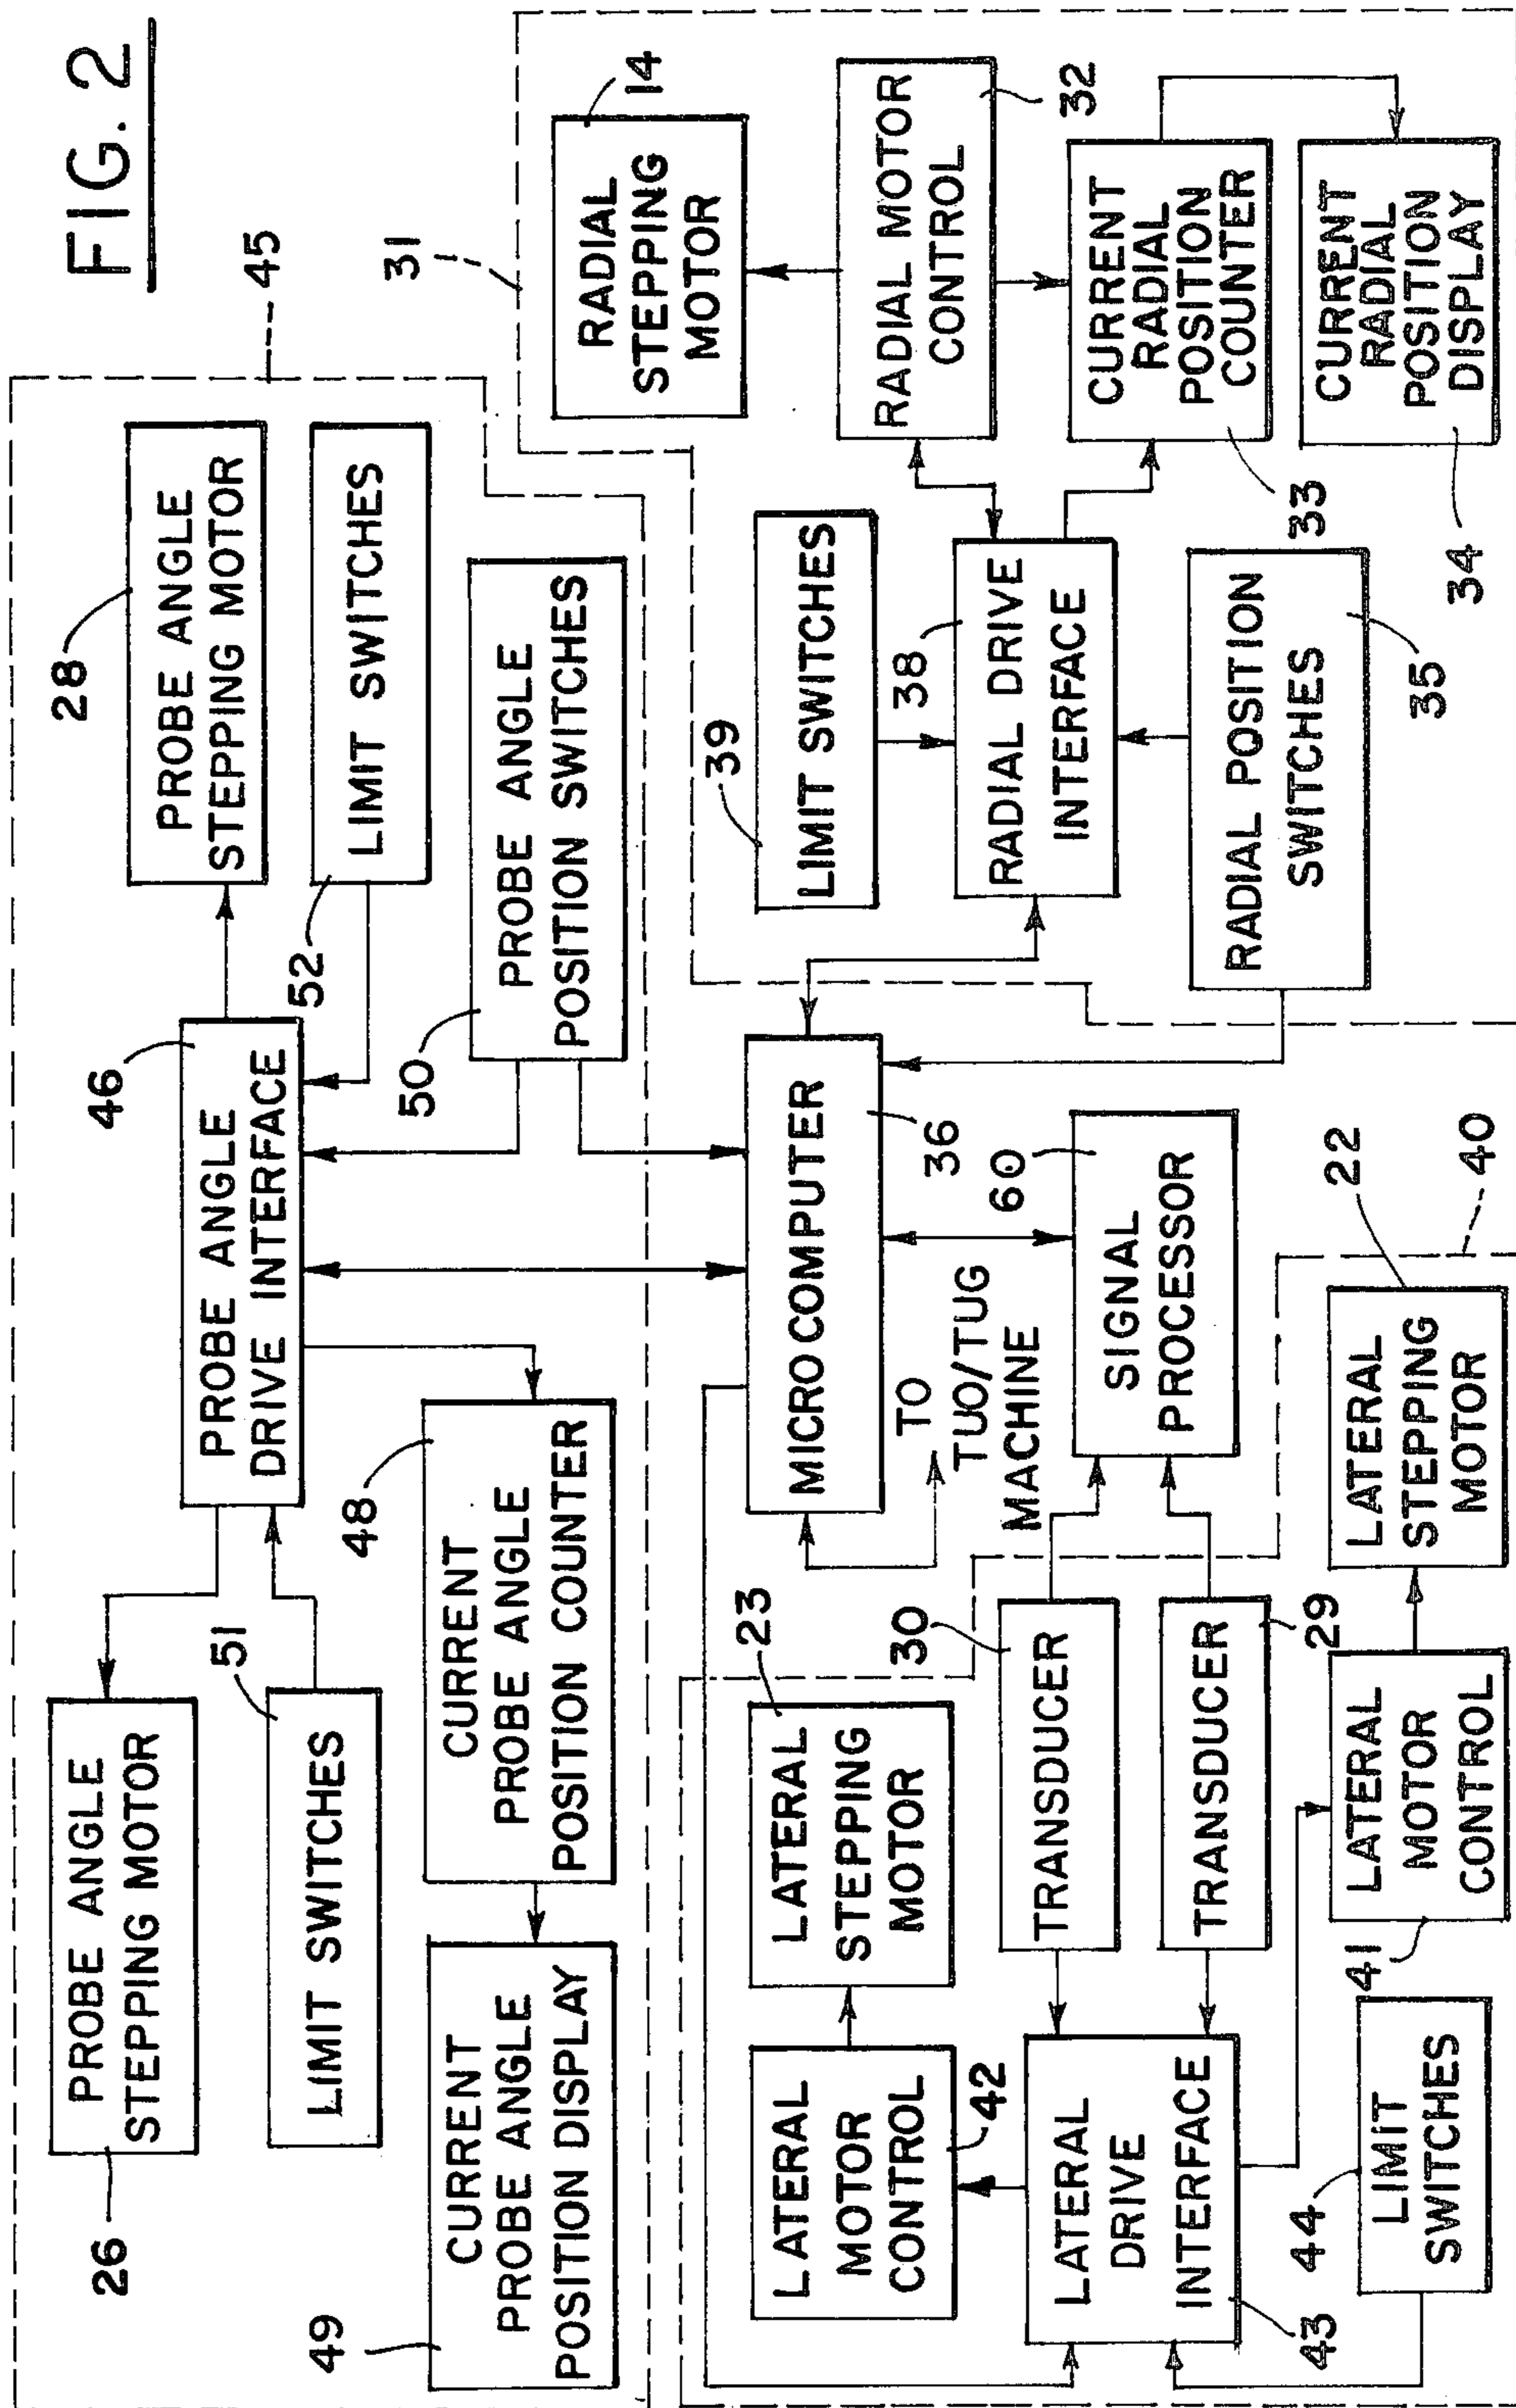 FIG. 2
45
28
PROBE ANGLE
STEPPING MOTOR
52
LIMIT SWITCHES
46
PROBE ANGLE
DRIVE INTERFACE
50
PROBE ANGLE
POSITION SWITCHES
26
PROBE ANGLE
STEPPING MOTOR
51
LIMIT SWITCHES
48
CURRENT
PROBE ANGLE
POSITION COUNTER
49
CURRENT
PROBE ANGLE
POSITION DISPLAY
31
14
RADIAL
STEPPING
MOTOR
RADIAL MOTOR
CONTROL
32
CURRENT
RADIAL
POSITION
COUNTER
33
CURRENT
RADIAL
POSITION
DISPLAY
34
39
LIMIT SWITCHES
38
RADIAL DRIVE
INTERFACE
RADIAL POSITION
SWITCHES
35
MICROCOMPUTER
36
TO
TUO/TUG
MACHINE
60
SIGNAL
PROCESSOR
40
23
LATERAL
STEPPING
MOTOR
30
TRANSDUCER
TRANSDUCER
29
22
LATERAL
STEPPING
MOTOR
LATERAL
MOTOR
CONTROL
42
LATERAL
DRIVE
INTERFACE
43
LATERAL
MOTOR
CONTROL
41
44
LIMIT
SWITCHES